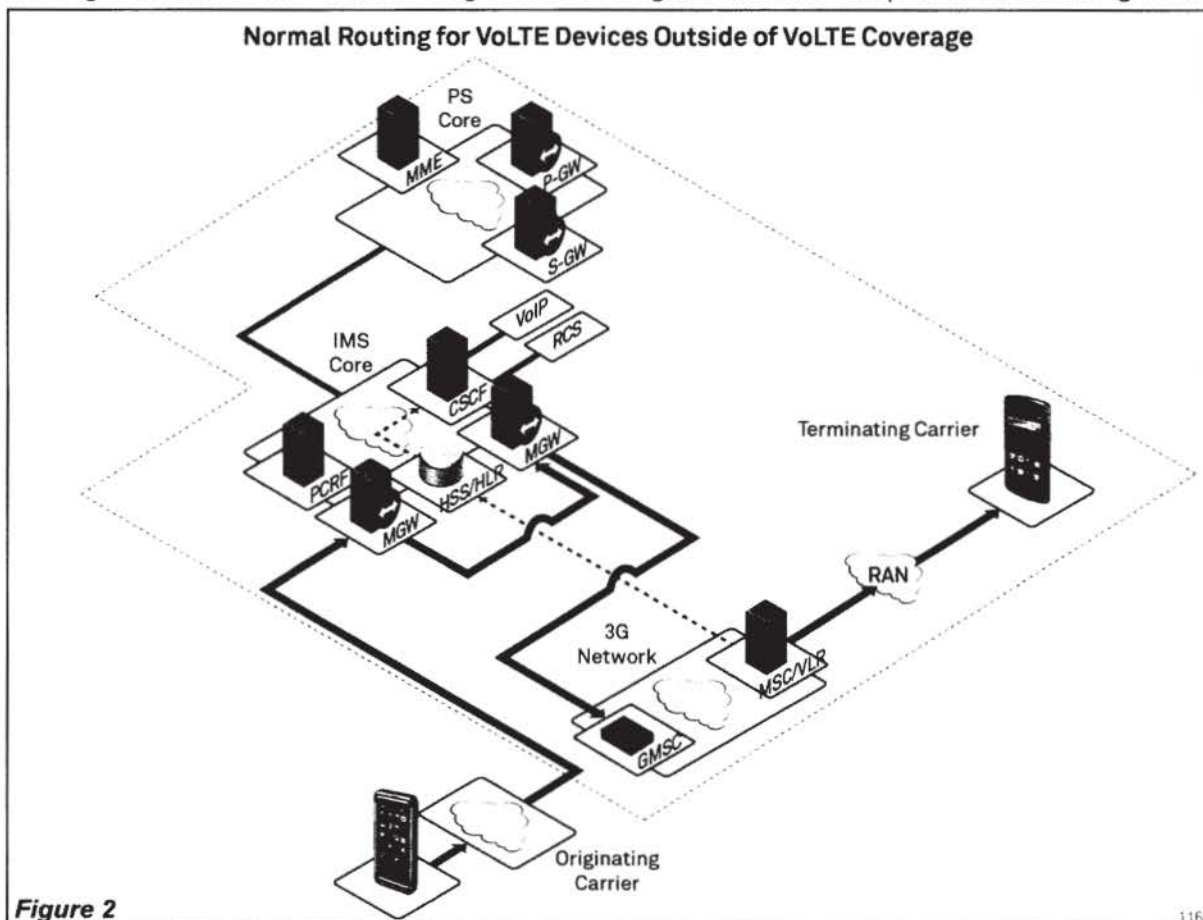 Normal Routing for VoLTE Devices Outside of VoLTE Coverage
PS
Core
MME
P-GW
S-GW
VoIP
RCS
IMS
Core
CSCF
MGW
PCRF
HSS/HLR
MGW
Terminating Carrier
RAN
3G
Network
MSC/VLR
GMSC
Originating
Carrier
Figure 2